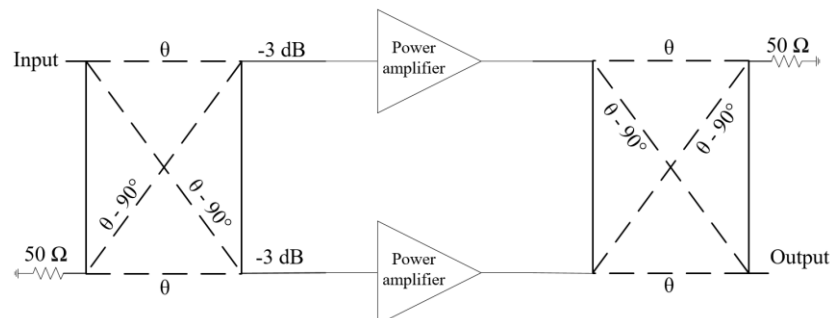 θ
θ
Input
-3 dB
Power
amplifier
50 Ω
θ - 90°
θ - 90°
θ - 90°
θ - 90°
50 Ω
-3 dB
Power
amplifier
Output
θ
θ